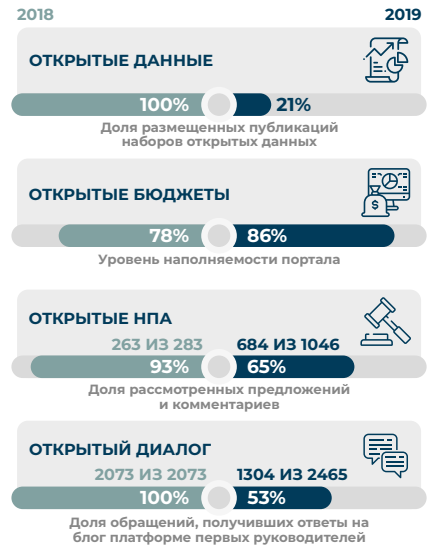 2018 2019
ОТКРЫТЫЕ ДАННЫЕ
100% 21%
Доля размещенных публикаций
наборов открытых данных
ОТКРЫТЫЕ БЮДЖЕТЫ
$
78% 86%
Уровень наполняемости портала
ОТКРЫТЫЕ НПА
263 ИЗ 283 684 ИЗ 1046
93% 65%
Доля рассмотренных предложений
и комментариев
ОТКРЫТЫЙ ДИАЛОГ
2073 ИЗ 2073 1304 ИЗ 2465
100% 53%
Доля обращений, получивших ответы на
блог платформе первых руководителей